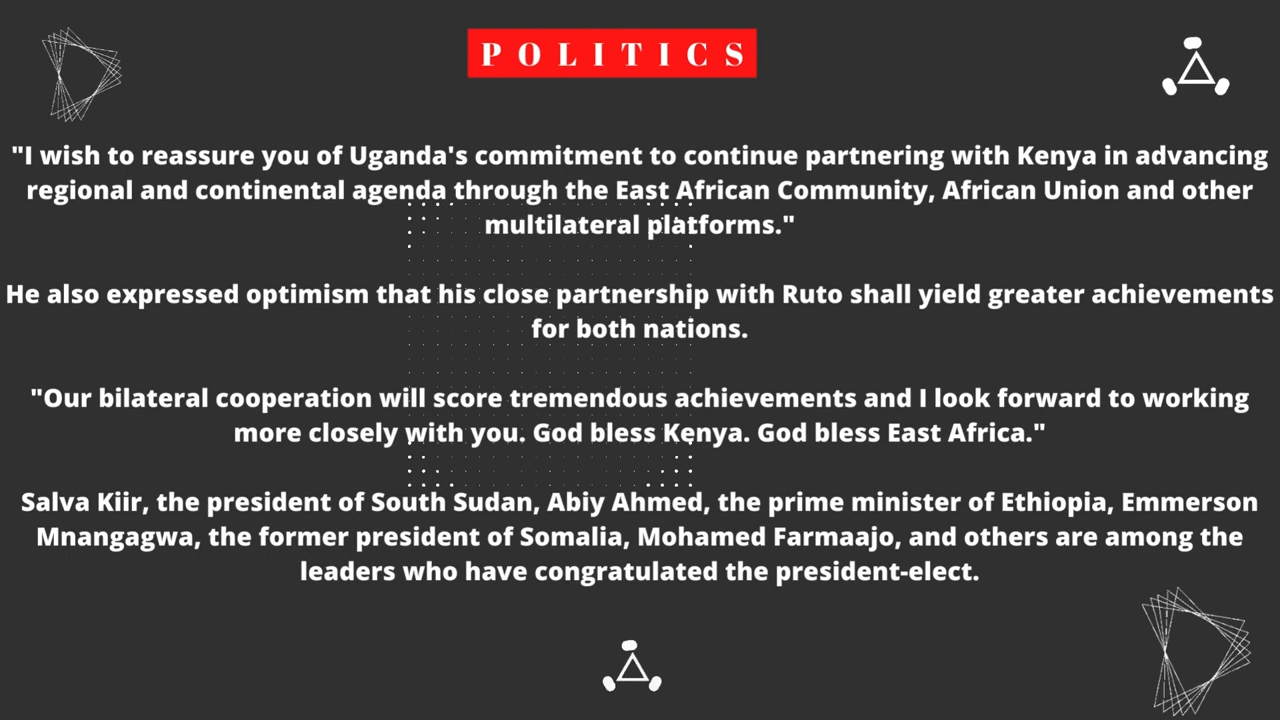 POLITICS
"I wish to reassure you of Uganda's commitment to continue partnering with Kenya in advancing
regional and continental agenda through the East African Community, African Union and other
multilateral platforms."
He also expressed optimism that his close partnership with Ruto shall yield greater achievements
for both nations.
"Our bilateral cooperation will score tremendous achievements and I look forward to working
more closely with you. God bless Kenya. God bless East Africa."
Salva Kiir, the president of South Sudan, Abiy Ahmed, the prime minister of Ethiopia, Emmerson
Mnangagwa, the former president of Somalia, Mohamed Farmaajo, and others are among the
leaders who have congratulated the president-elect.